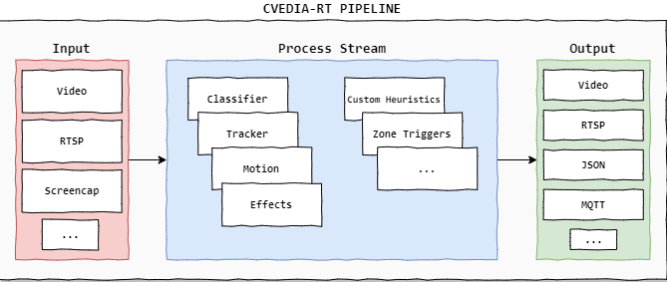 CVEDIA-RT PIPELINE
Input
Video
RTSP
Screencap
...
Process Stream
Classifier
Tracker
Motion
Effects
Custom Heuristics
Zone Triggers
...
Output
Video
RTSP
JSON
MQTT
...